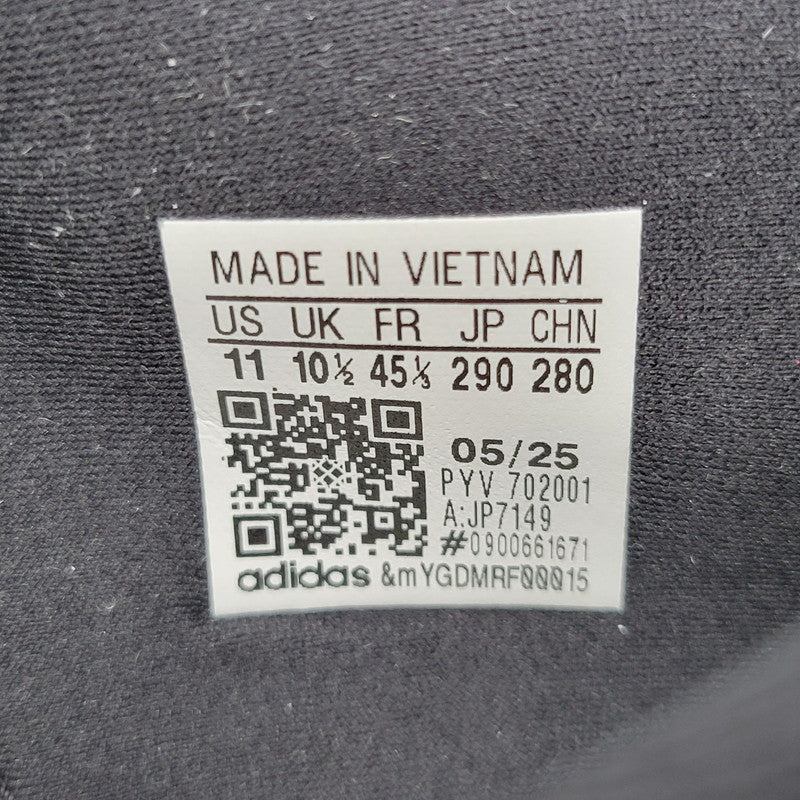 MADE IN VIETNAM
US UK FR JP CHN
11 10½ 45⅓ 290 280
05/25
PYV 702001
A:JP7149
#0900661671
adidas &mYGDMRF00015